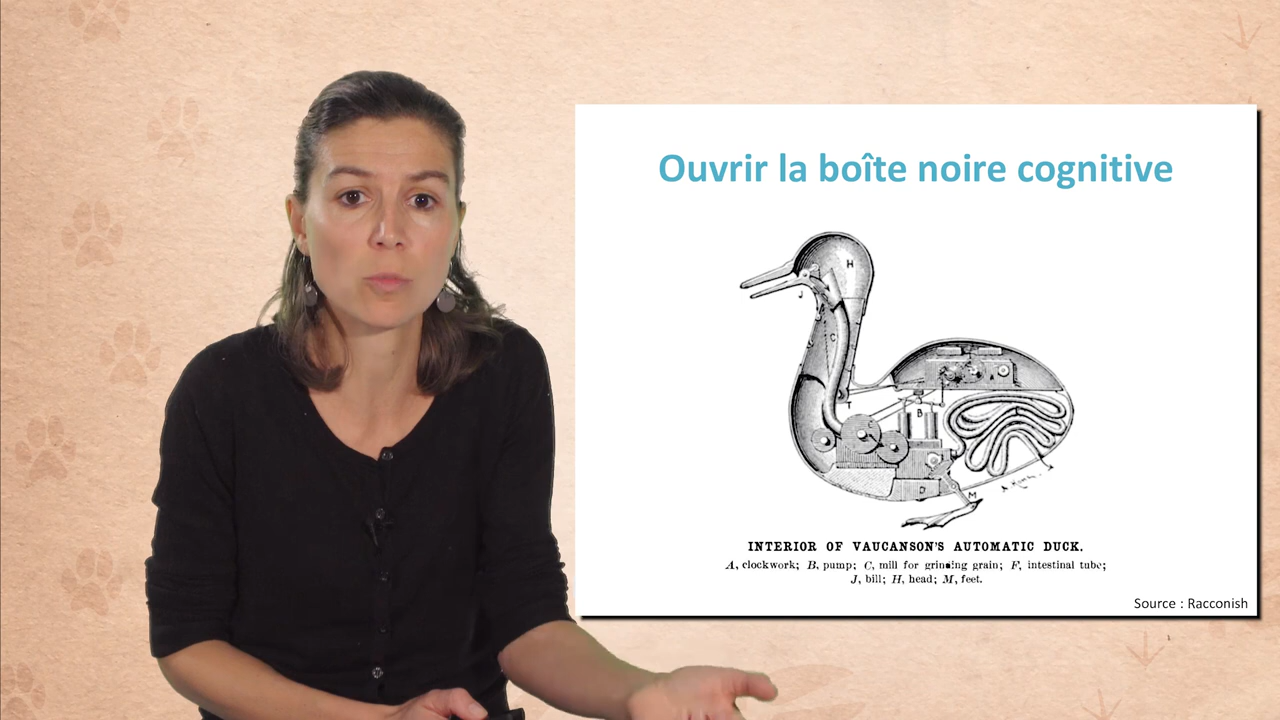 Ouvrir la boîte noire cognitive
H
J
C
A
T
B
E
D
M
INTERIOR OF VAUCANSON'S AUTOMATIC DUCK.
A, clockwork; B, pump; C, mill for grinding grain; F, intestinal tube;
J, bill; H, head; M, feet.
Source : Racconish